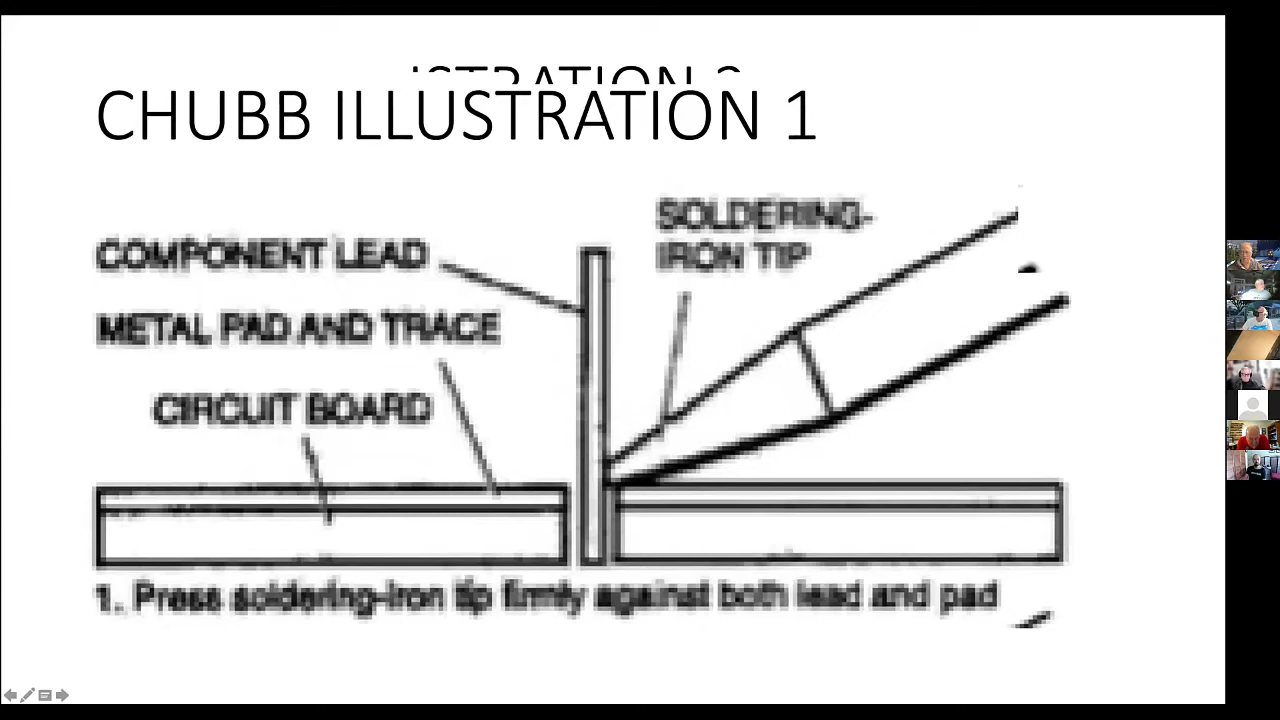 CHUBB ILLUSTRATION 1
SOLDERING-
IRON TIP
COMPONENT LEAD
METAL PAD AND TRACE
CIRCUIT BOARD
1. Press soldering-iron tip firmly against both lead and pad